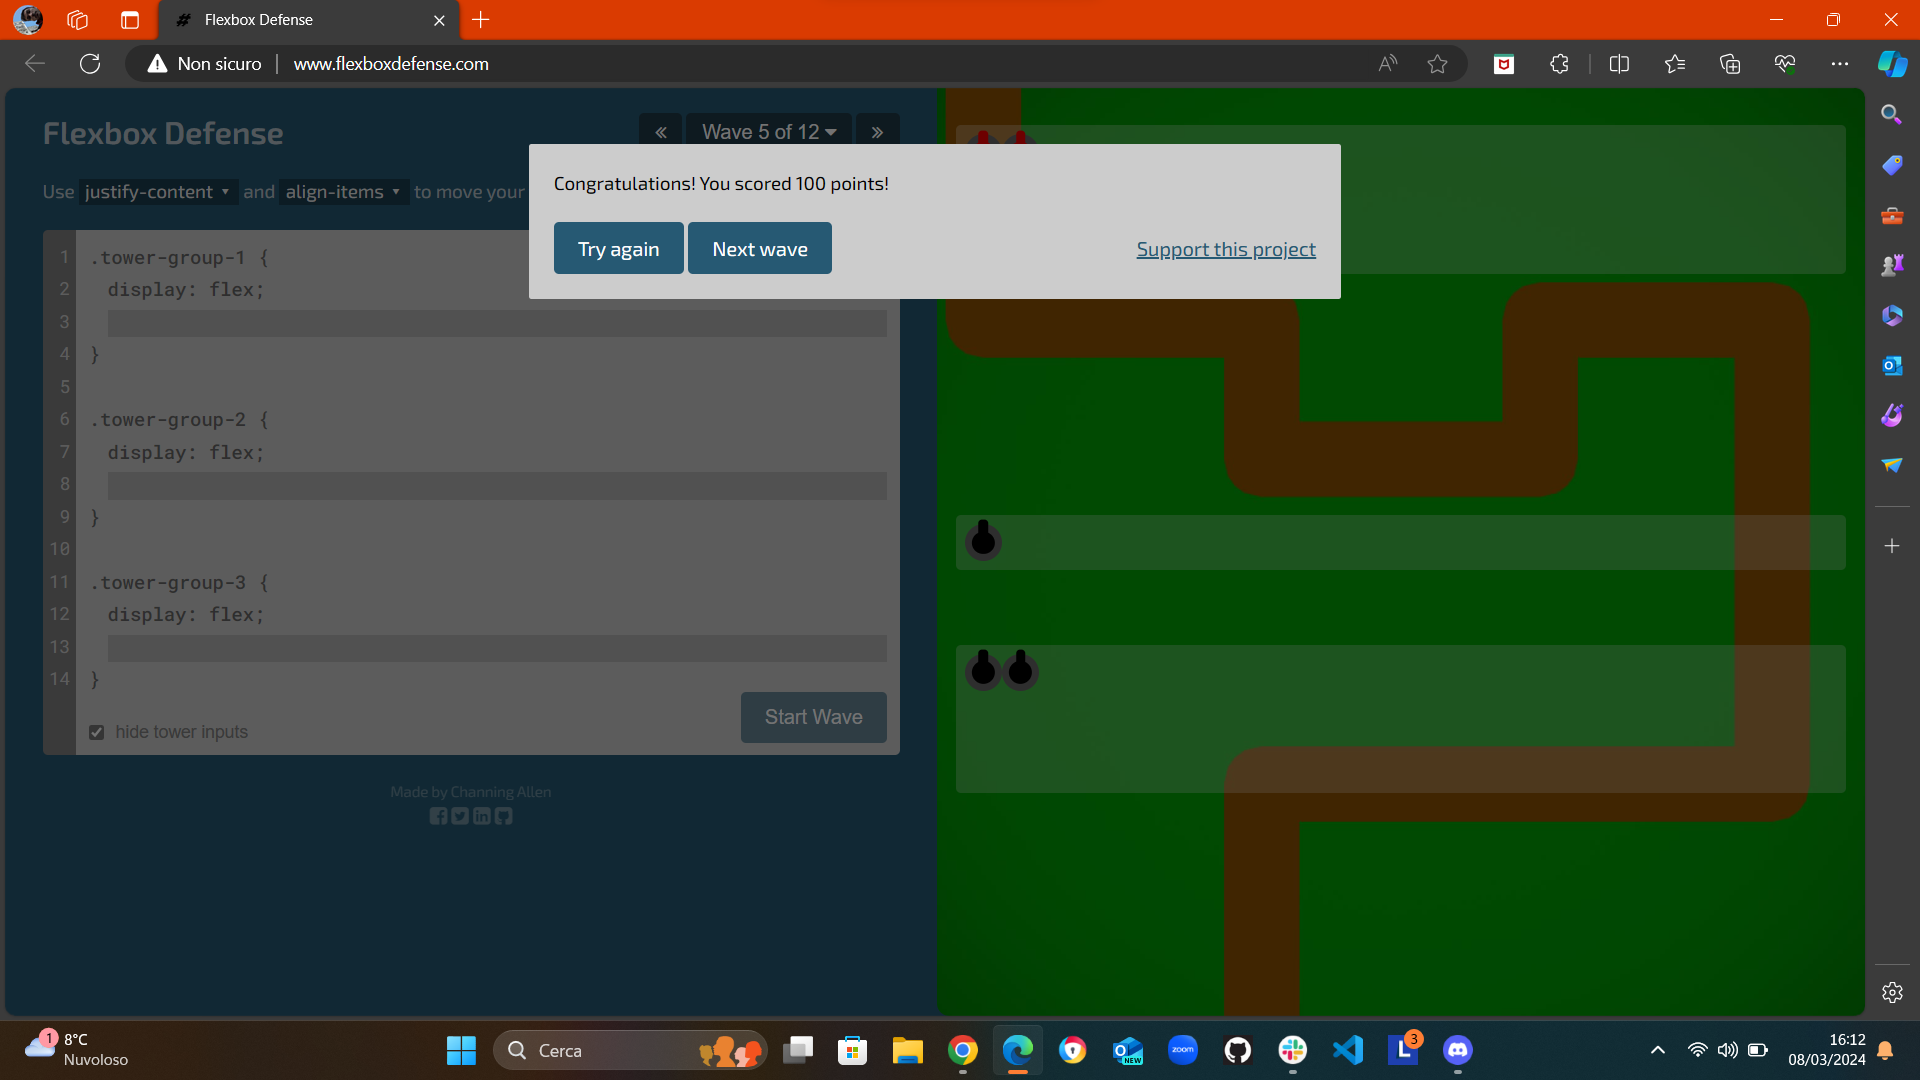 Flexbox Defense
Non sicuro
www.flexboxdefense.com
Flexbox Defense
« Wave 5 of 12 »
Use justify-content and align-items to move your
Congratulations! You scored 100 points!
Try again
Next wave
Support this project
1 .tower-group-1 {
2 display: flex;
3
4 }
5
6 .tower-group-2 {
7 display: flex;
8
9 }
10
11 .tower-group-3 {
12 display: flex;
13
14 }
hide tower inputs
Start Wave
Made by Channing Allen
1
8°C
Nuvoloso
Cerca
NEW
zoom
L
3
16:12
08/03/2024